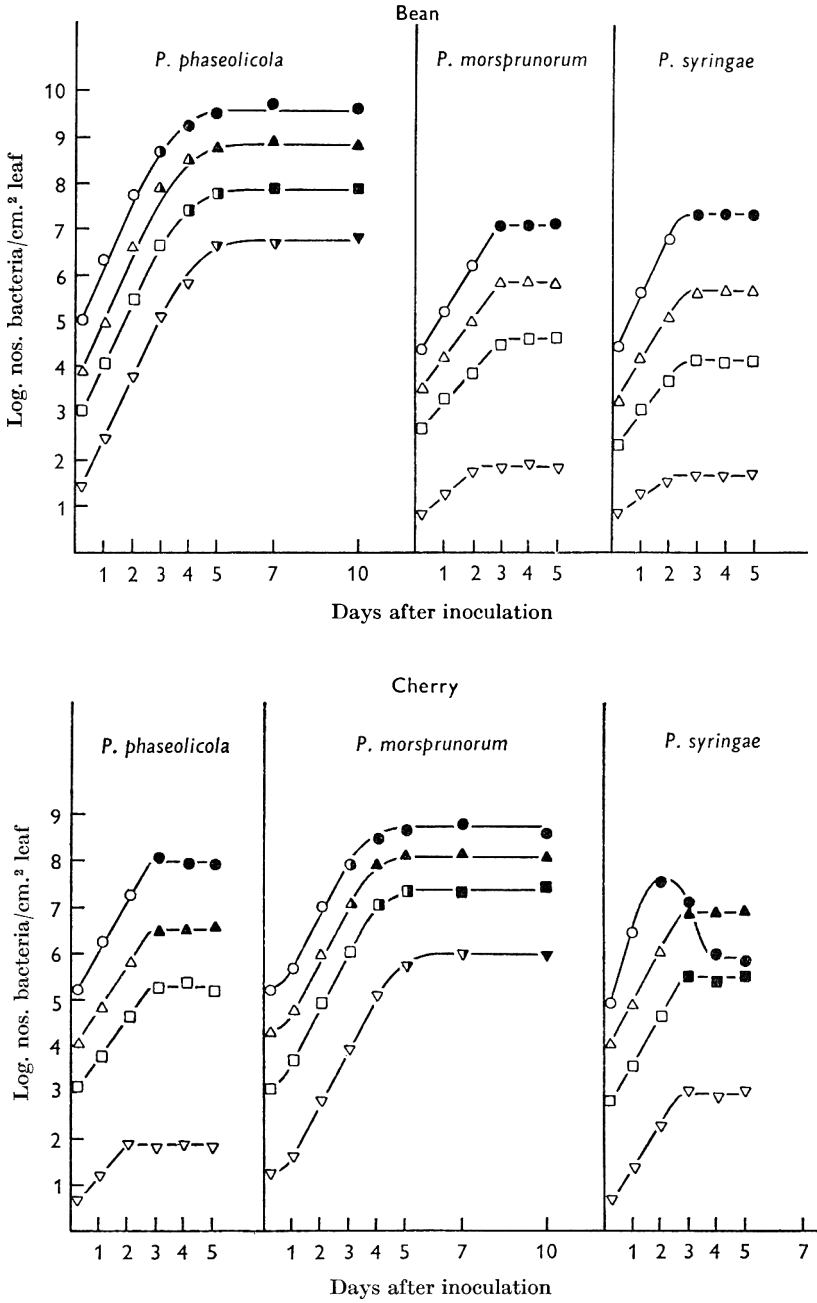 Bean
P. phaseolicola
P. morsprunorum
P. syringae
Log. nos. bacteria/cm.² leaf
10
9
8
7
6
5
4
3
2
1
1 2 3 4 5 7 10
1 2 3 4 5
1 2 3 4 5
Days after inoculation
Cherry
P. phaseolicola
P. morsprunorum
P. syringae
Log. nos. bacteria/cm.² leaf
9
8
7
6
5
4
3
2
1
1 2 3 4 5
1 2 3 4 5 7 10
1 2 3 4 5 7
Days after inoculation